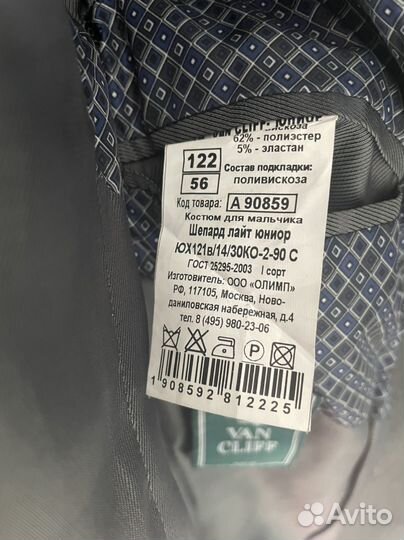 VAN CLIFF- ЮНИОР
вискоза
62% - полиэстер
5% - эластан
122
56
Состав подкладки:
поливискоза
Код товара: А 90859
Костюм для мальчика
Шепард лайт юниор
ЮХ121в/14/30КО-2-90 С
ГОСТ 25295-2003 I сорт
Изготовитель: ООО «ОЛИМП»
РФ, 117105, Москва, Ново-
даниловская набережная, д.4
тел. 8 (495) 980-23-06
P
1 908592 812225
VAN
CLIFF
Avito